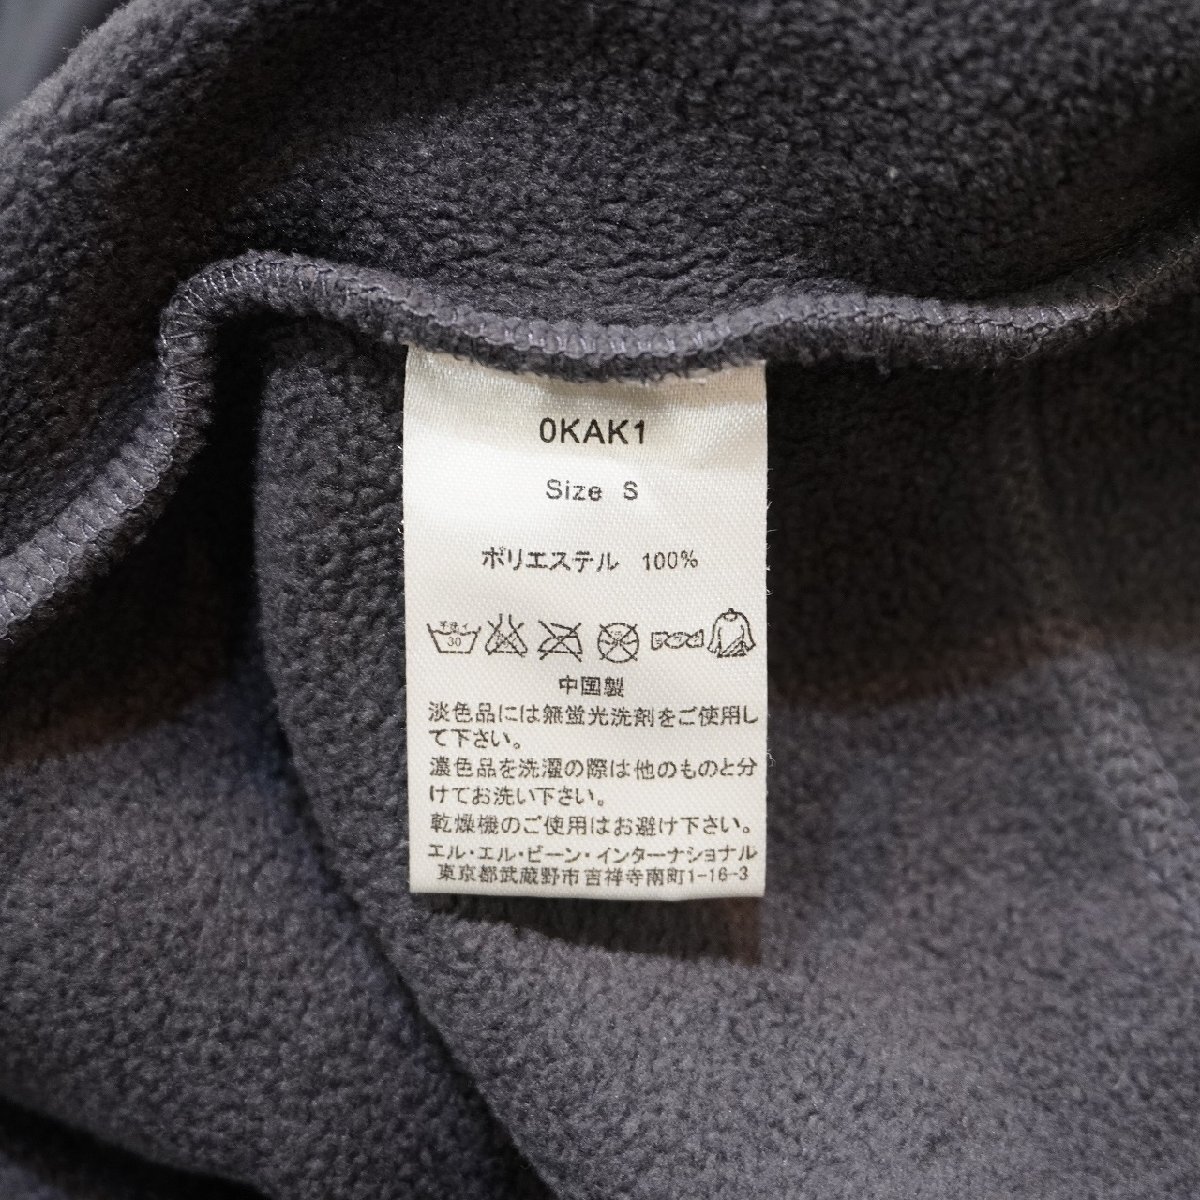 OKAK1
Size S
ポリエステル 100%
手洗イ
30
中国製
淡色品には無蛍光洗剤をご使用し
て下さい。
濃色品を洗濯の際は他のものと分
けてお洗い下さい。
乾燥機のご使用はお避け下さい。
エル・エル・ビーン・インターナショナル
東京都武蔵野市吉祥寺南町1-16-3